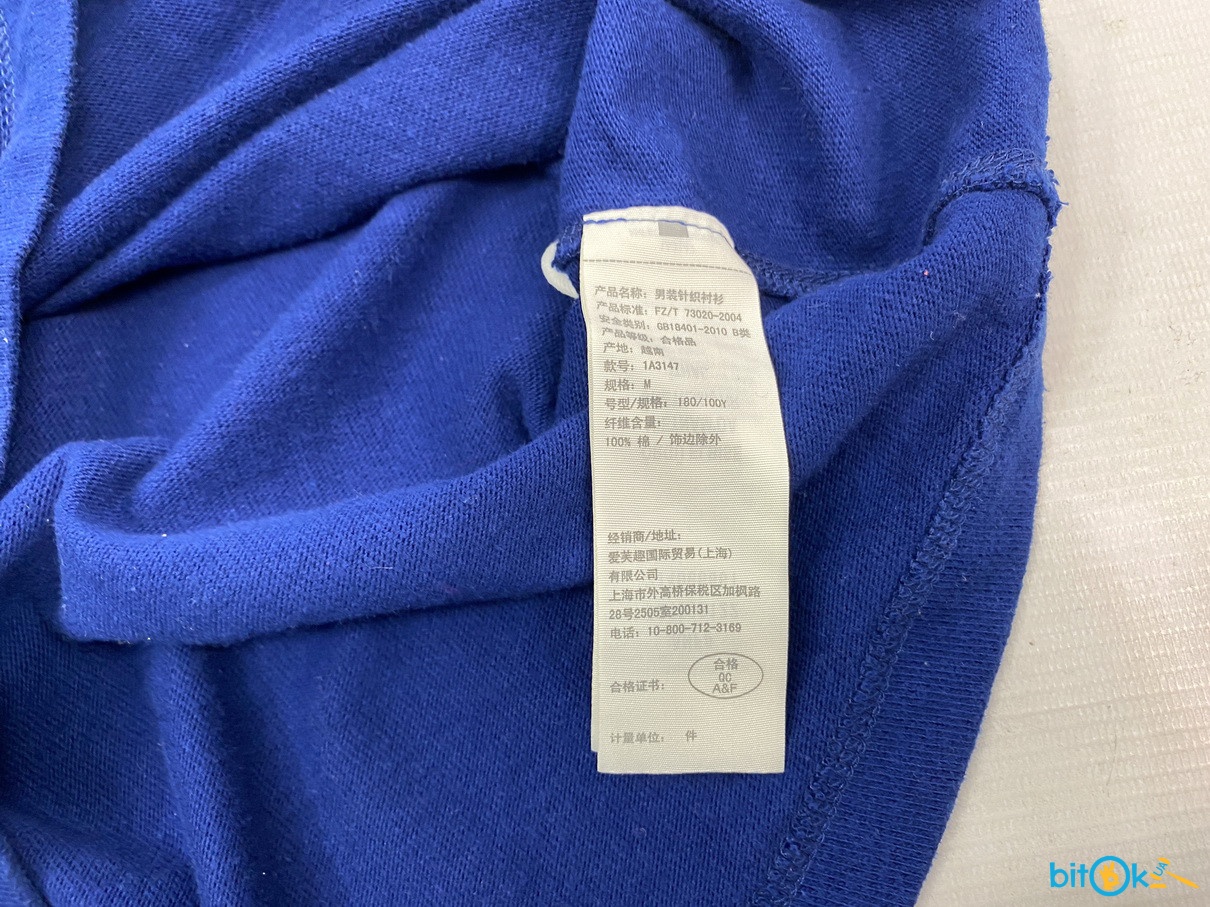 产品名称: 男装针织衬衫
产品标准: FZ/T 73020-2004
安全类别: GB18401-2010 B类
产品等级: 合格品
产地: 越南
款号: 1A3147
规格: M
号型/规格: 180/100Y
纤维含量:
100% 棉 / 饰边除外
经销商/地址:
爱芙趣国际贸易(上海)
有限公司
上海市外高桥保税区加枫路
28号2505室200131
电话: 10-800-712-3169
合格
QC
A&F
合格证书:
计量单位: 件
bitOk